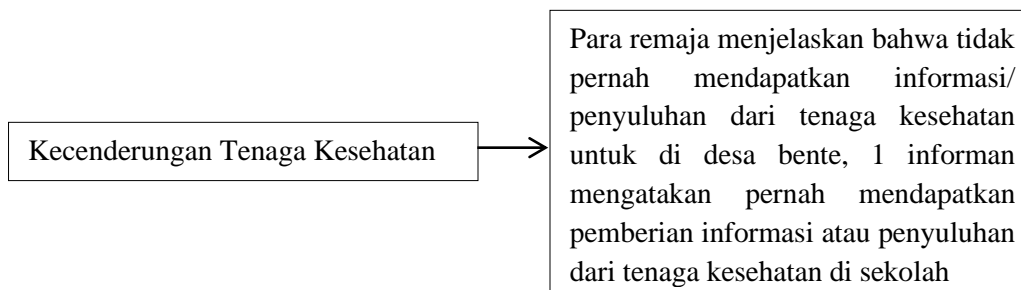 Kecenderungan Tenaga Kesehatan
Para remaja menjelaskan bahwa tidak
pernah mendapatkan informasi/
penyuluhan dari tenaga kesehatan
untuk di desa bente, 1 informan
mengatakan pernah mendapatkan
pemberian informasi atau penyuluhan
dari tenaga kesehatan di sekolah